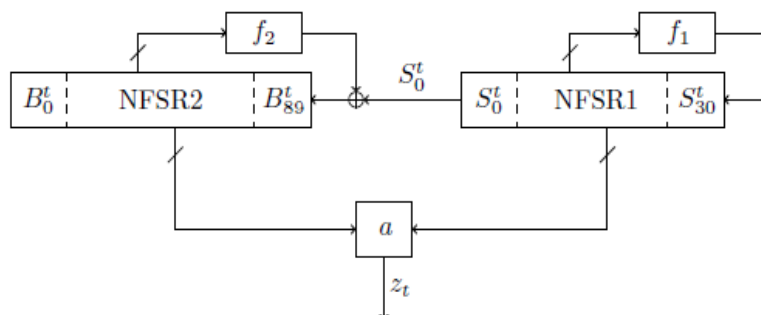 f₂
f₁
S₀ᵗ
B₀ᵗ NFSR2 B₈₉ᵗ
S₀ᵗ NFSR1 S₃₀ᵗ
a
zₜ